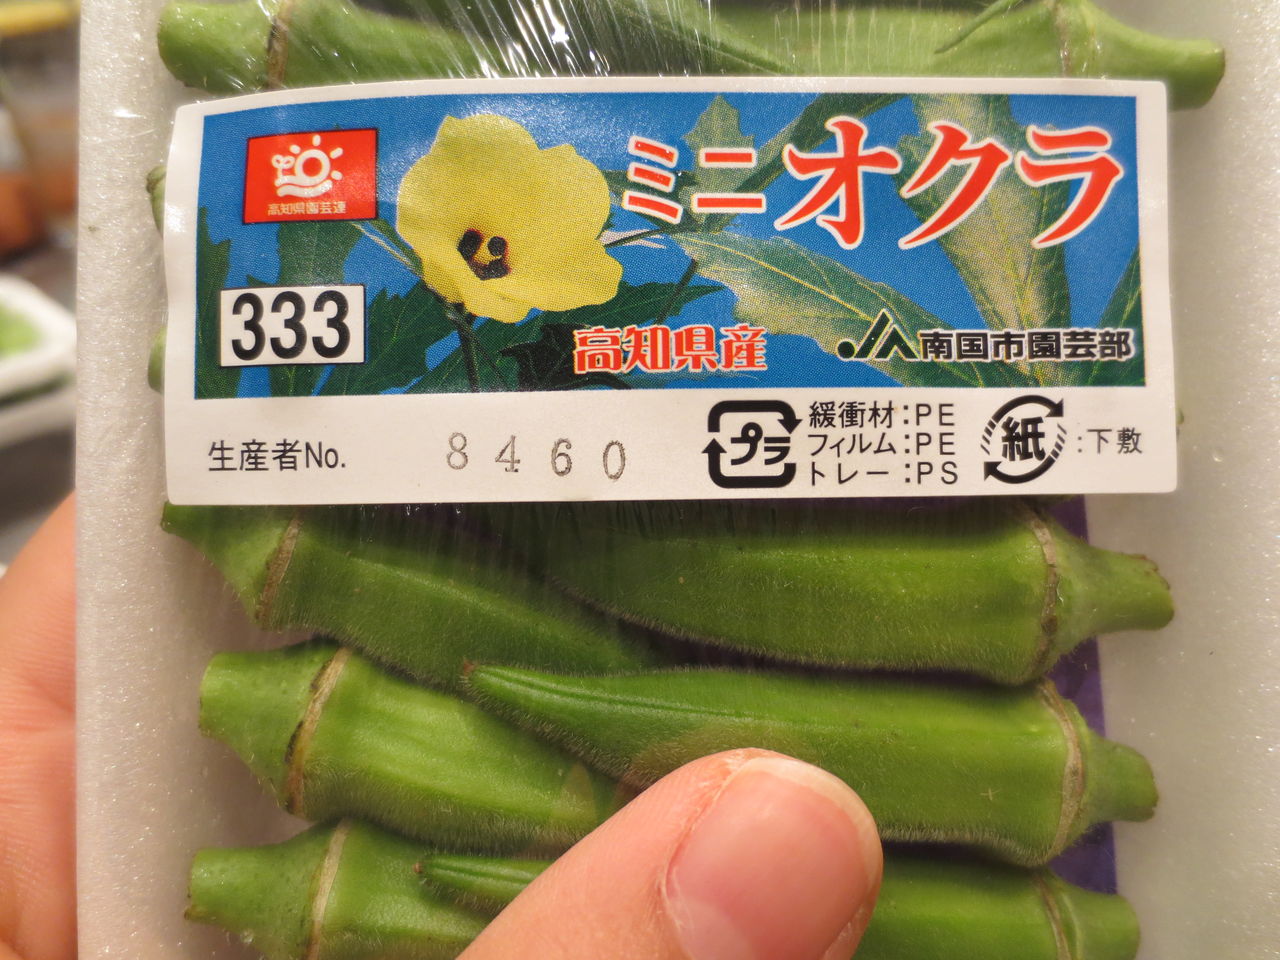 ミニオクラ
高知県園芸連
333
高知県産
JA南国市園芸部
生産者No. 8460
プラ
緩衝材:PE
フィルム:PE
トレー:PS
紙
:下敷